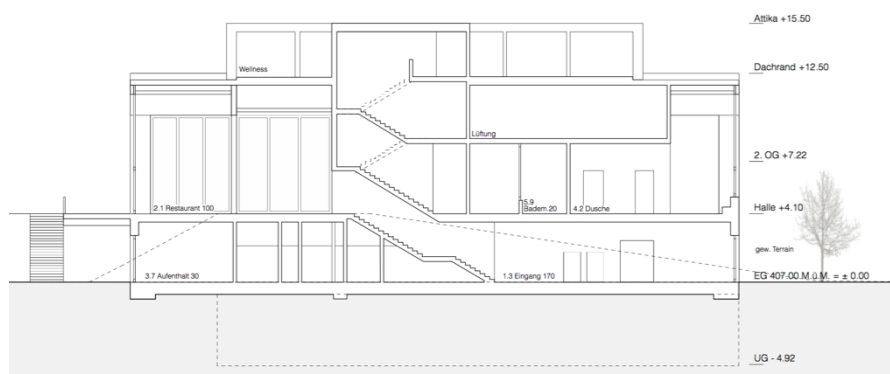 Attika +15.50
Wellness
Dachrand +12.50
Lüftung
2. OG +7.22
2.1 Restaurant 100
5.9
Badem.20
4.2 Dusche
Halle +4.10
gew. Terrain
3.7 Aufenthalt 30
1.3 Eingang 170
EG 407.00 M.ü.M. = ± 0.00
UG - 4.92